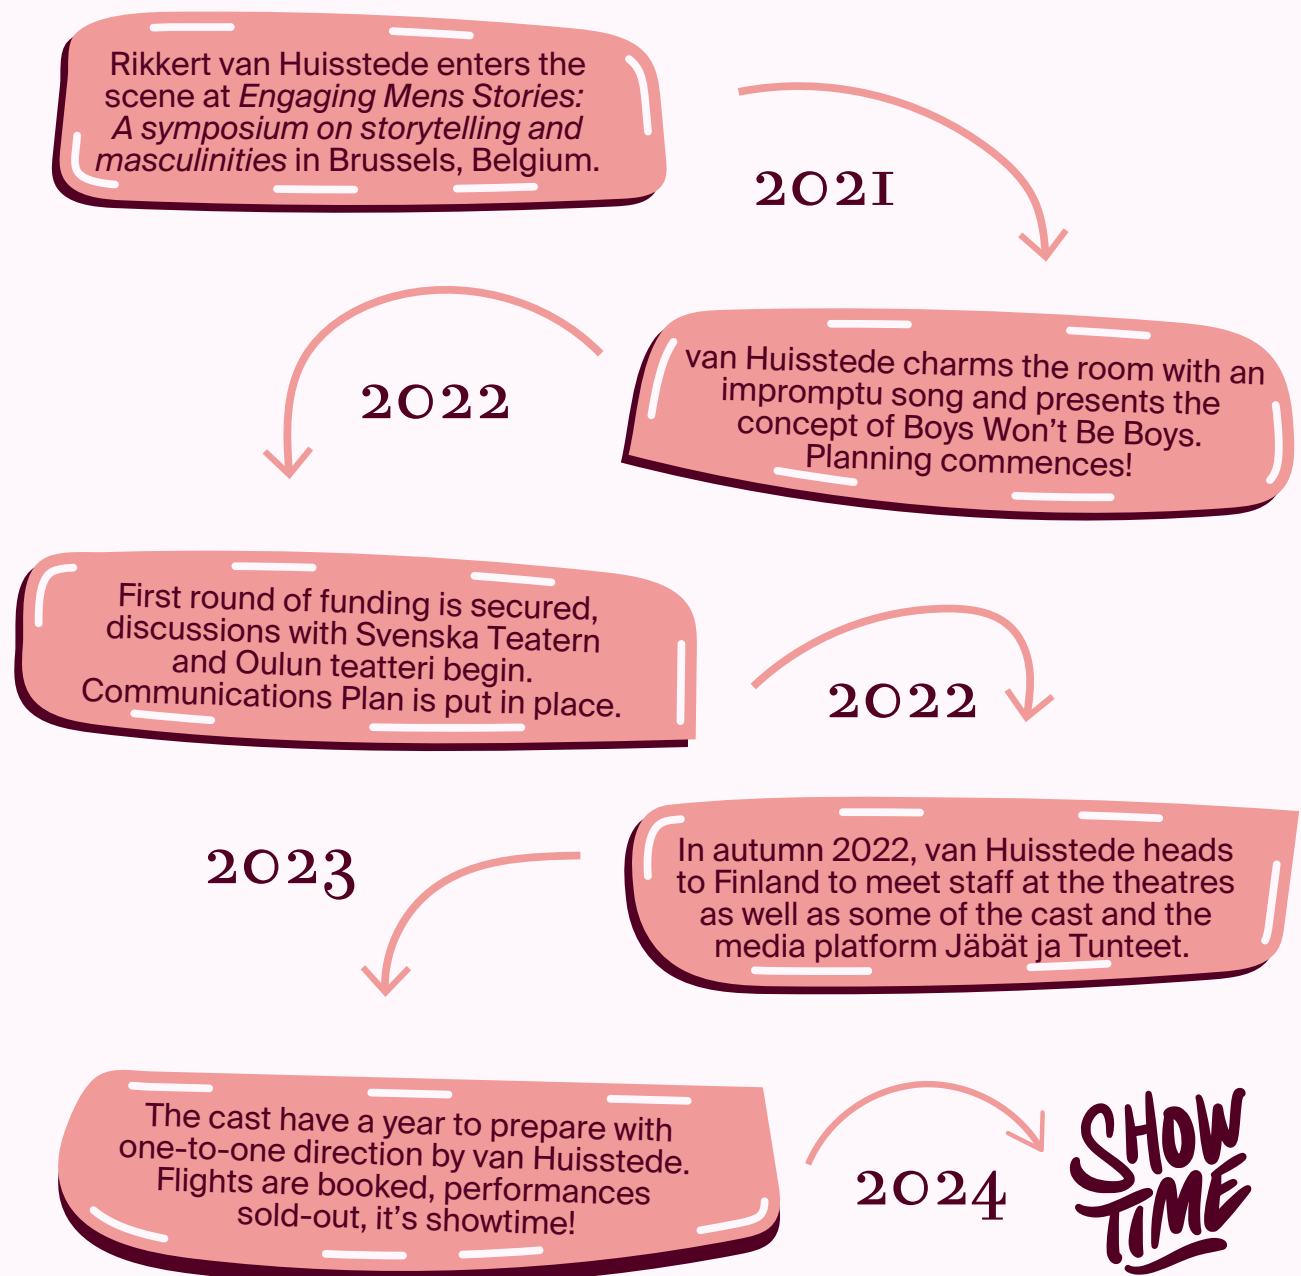 Rikkert van Huisstede enters the
scene at Engaging Mens Stories:
A symposium on storytelling and
masculinities in Brussels, Belgium.
2021
van Huisstede charms the room with an
impromptu song and presents the
concept of Boys Won't Be Boys.
Planning commences!
2022
First round of funding is secured,
discussions with Svenska Teatern
and Oulun teatteri begin.
Communications Plan is put in place.
2022
In autumn 2022, van Huisstede heads
to Finland to meet staff at the theatres
as well as some of the cast and the
media platform Jäbät ja Tunteet.
2023
The cast have a year to prepare with
one-to-one direction by van Huisstede.
Flights are booked, performances
sold-out, it's showtime!
2024
SHOW
TIME